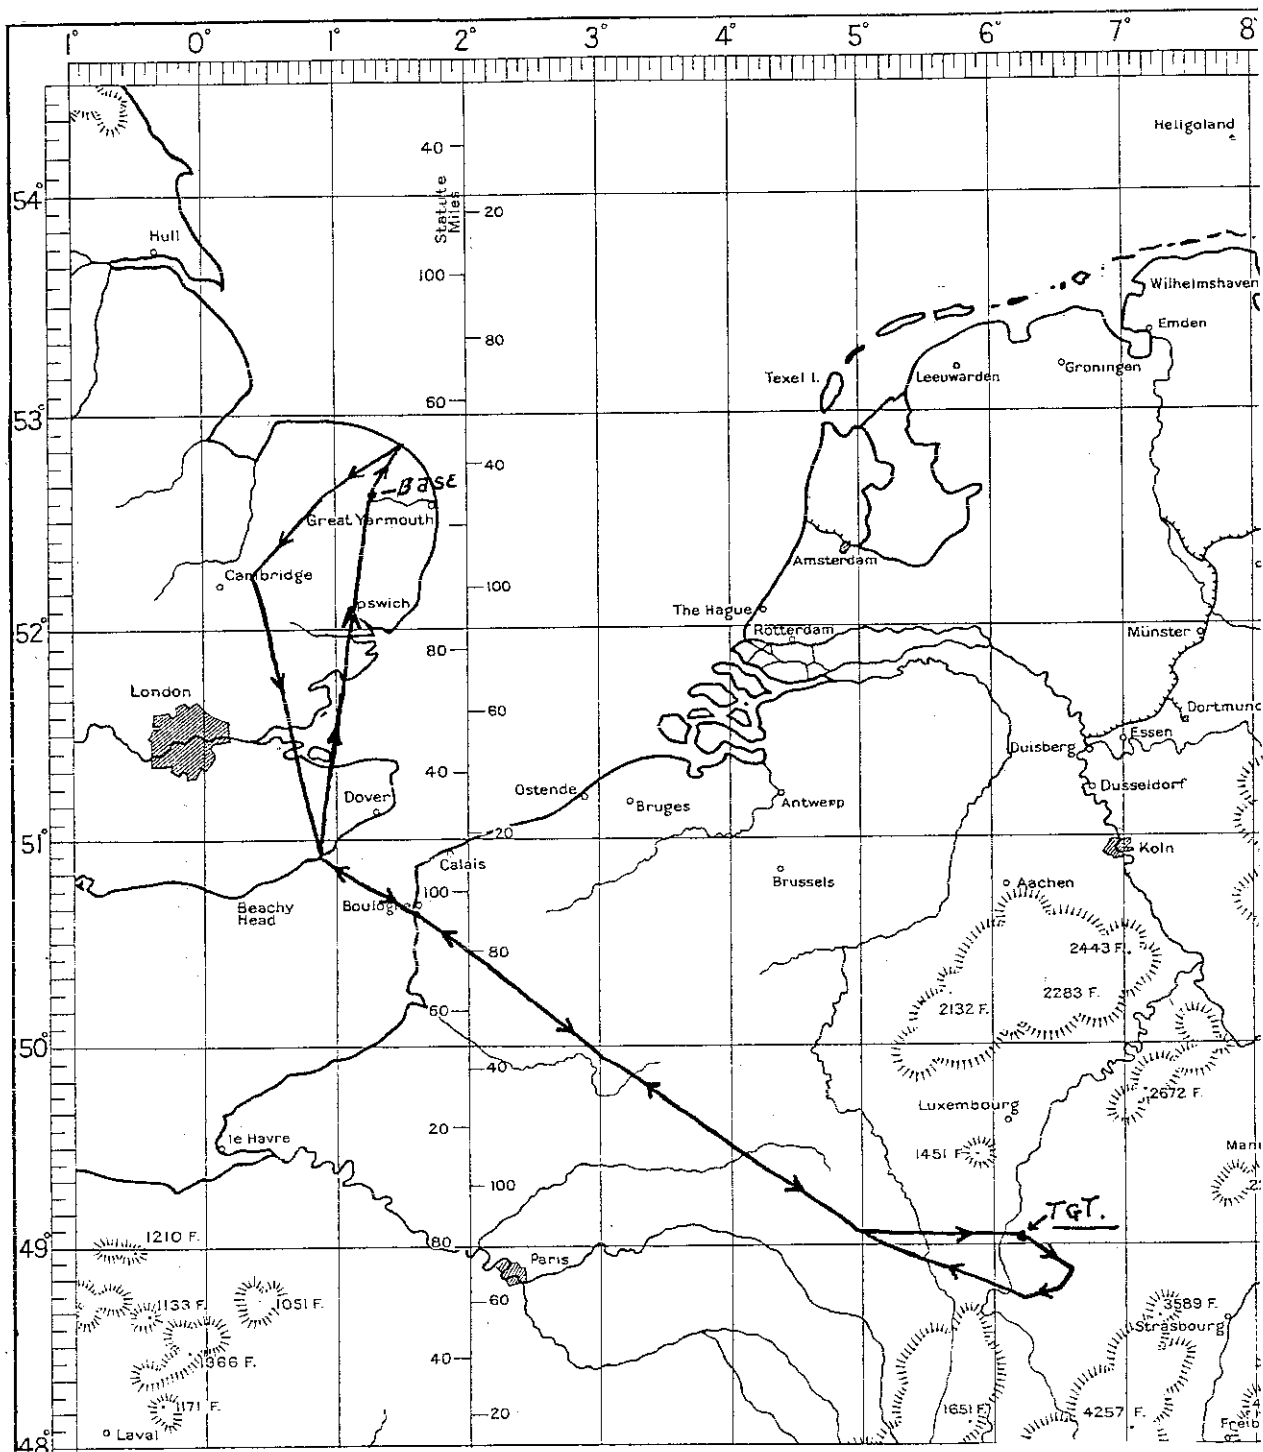 1° 0° 1° 2° 3° 4° 5° 6° 7° 8°
Heligoland
40
54°
Statute Miles
20
Hull
100
Wilhelmshaven
Emden
80
Texel I.
Leeuwarden
Groningen
60
53°
40
BASE
Great Yarmouth
Amsterdam
Cambridge
100
pswich
The Hague
52°
Rotterdam
Münster
80
London
60
Dortmund
Essen
Duisberg
40
Dover
Ostende
Bruges
Antwerp
Dusseldorf
20
51°
Koln
Calais
Brussels
Aachen
100
Beachy Head
Boulogne
2443 F.
80
2283 F.
2132 F.
60
50°
40
2672 F.
Luxembourg
20
le Havre
1451 F.
Man
100
TGT.
1210 F.
80
49°
Paris
1133 F.
1051 F.
60
3589 F.
Strasbourg
366 F.
40
1171 F.
1651 F.
4257 F.
20
Laval
Freib
48°